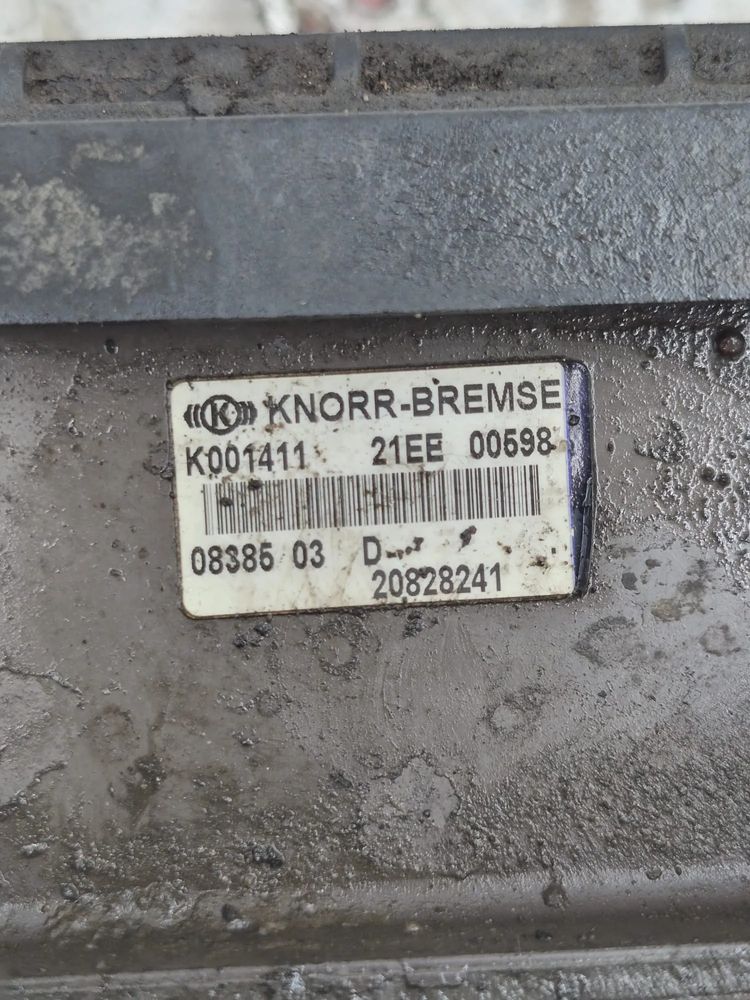 K KNORR-BREMSE
K001411 21EE 00598
08385 03 D
20828241